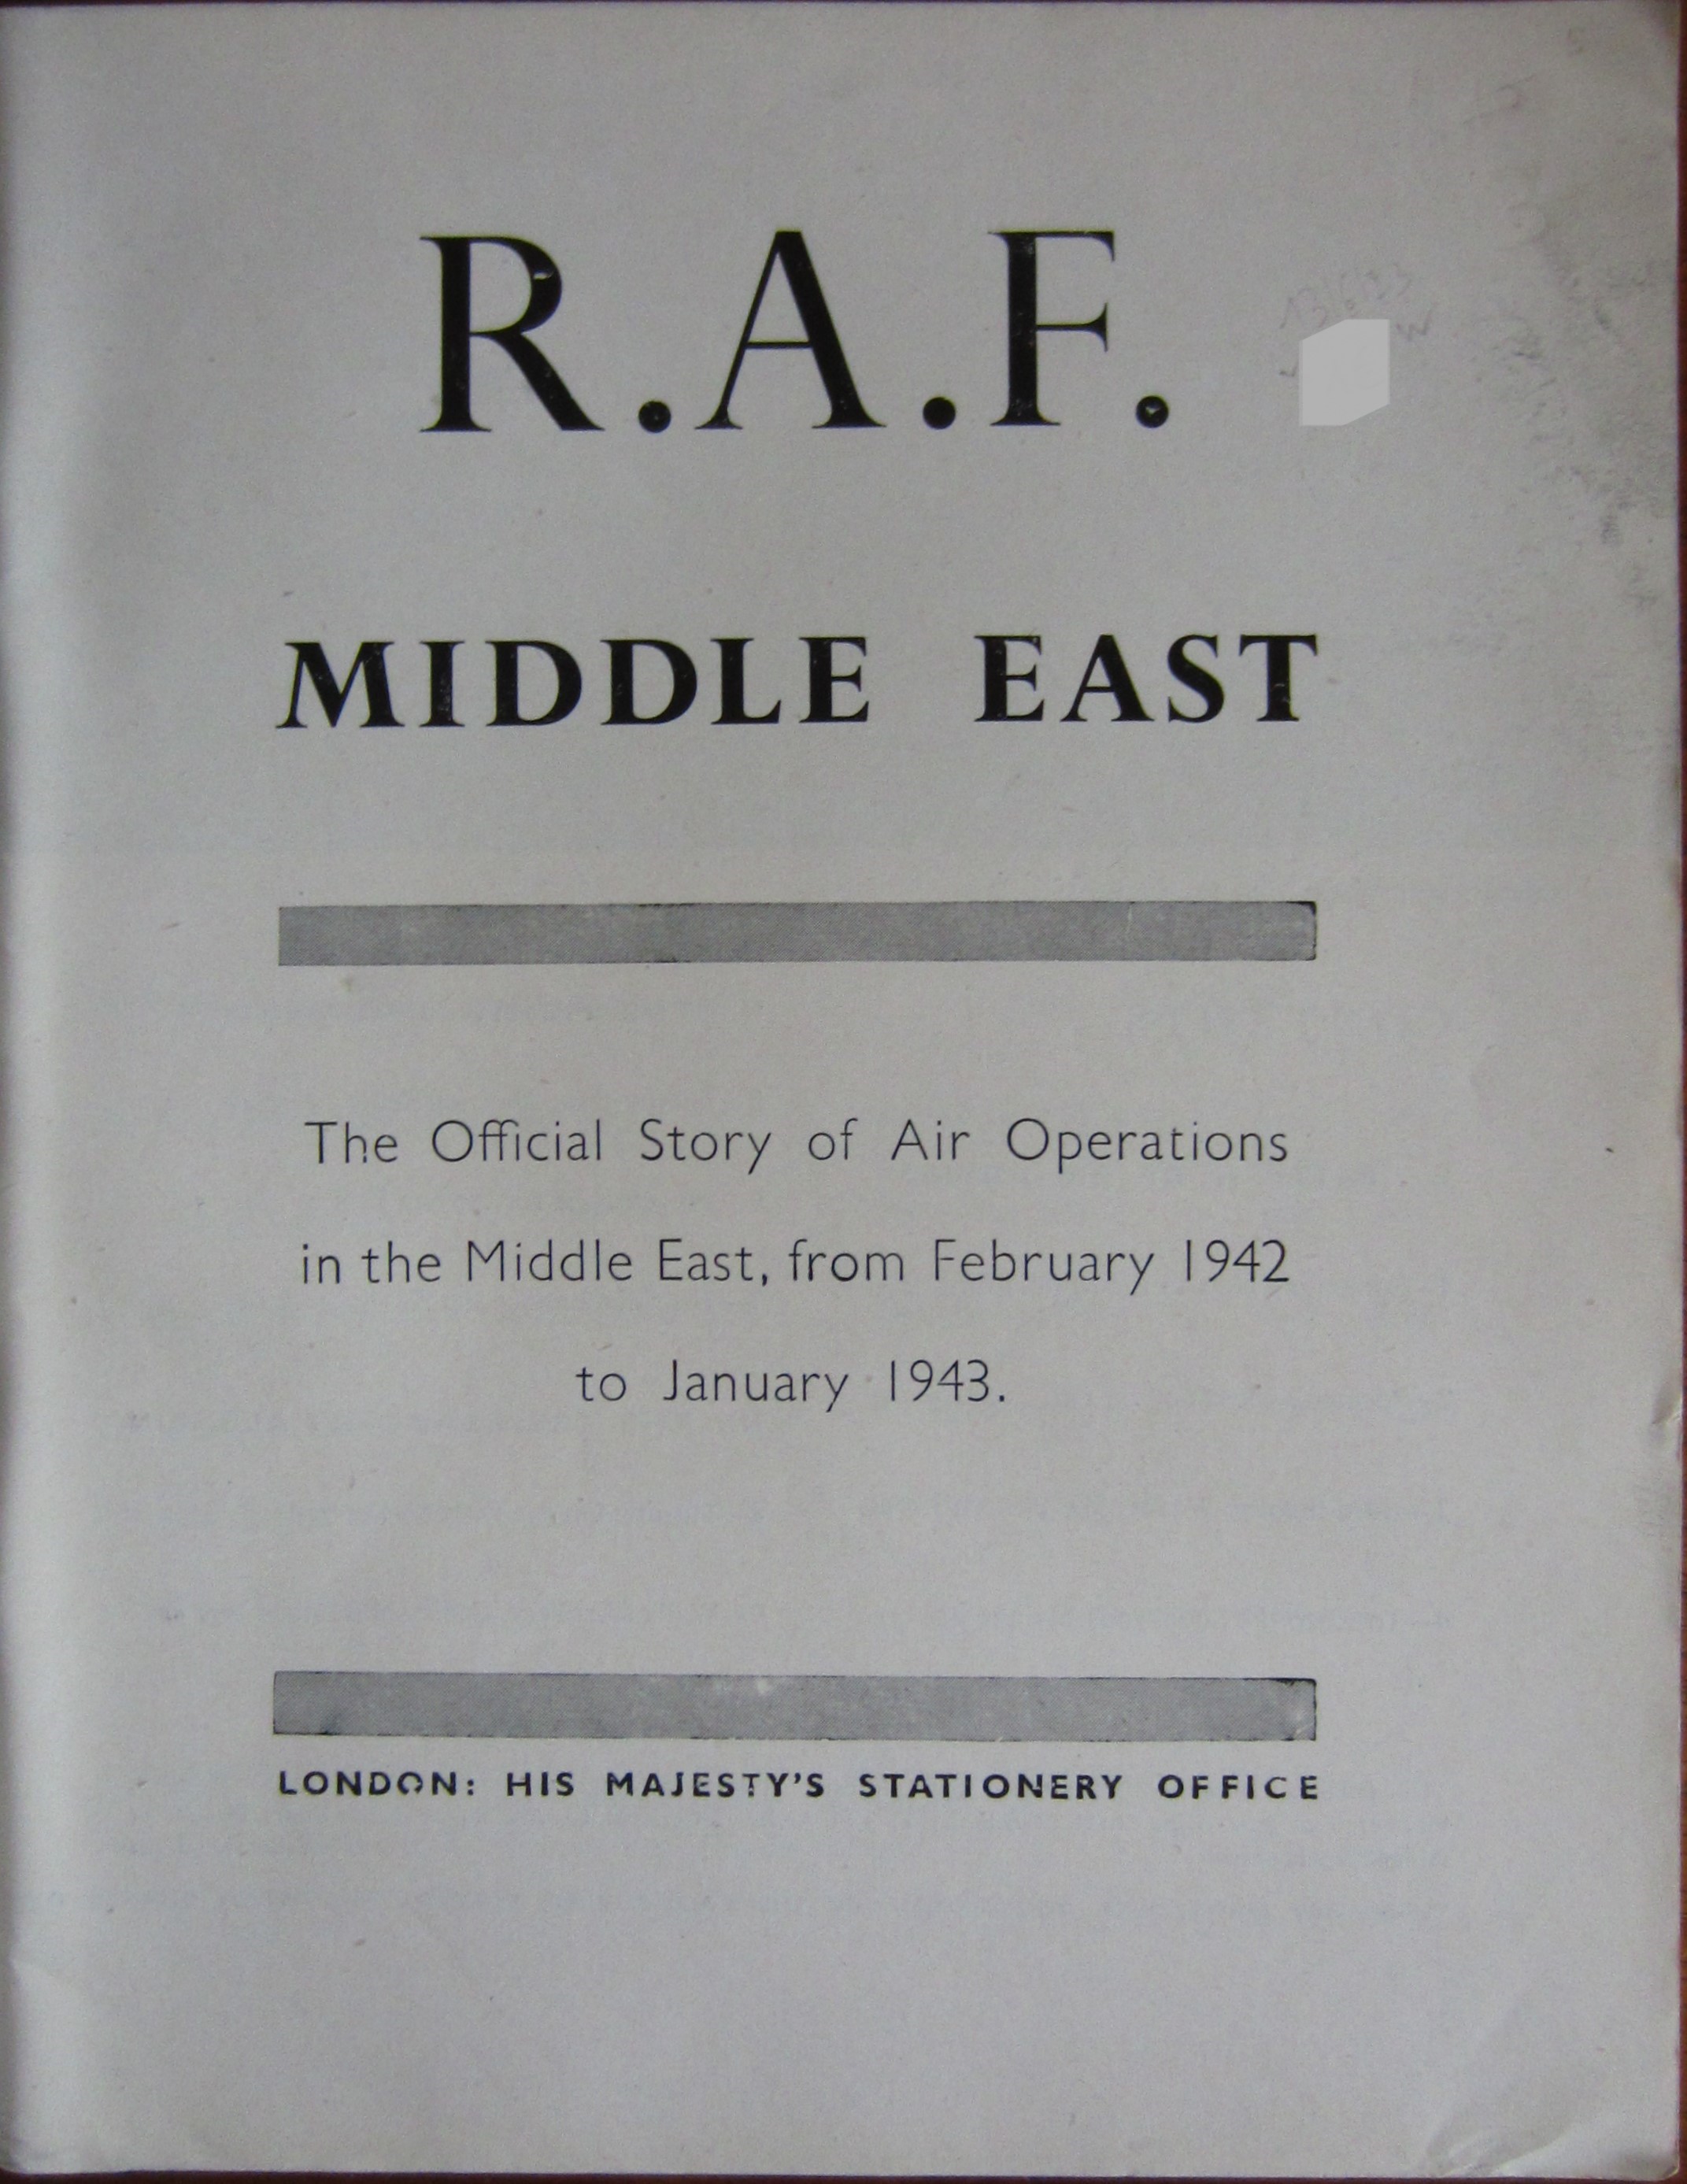 R.A.F.
MIDDLE EAST
The Official Story of Air Operations
in the Middle East, from February 1942
to January 1943.
LONDON: HIS MAJESTY'S STATIONERY OFFICE